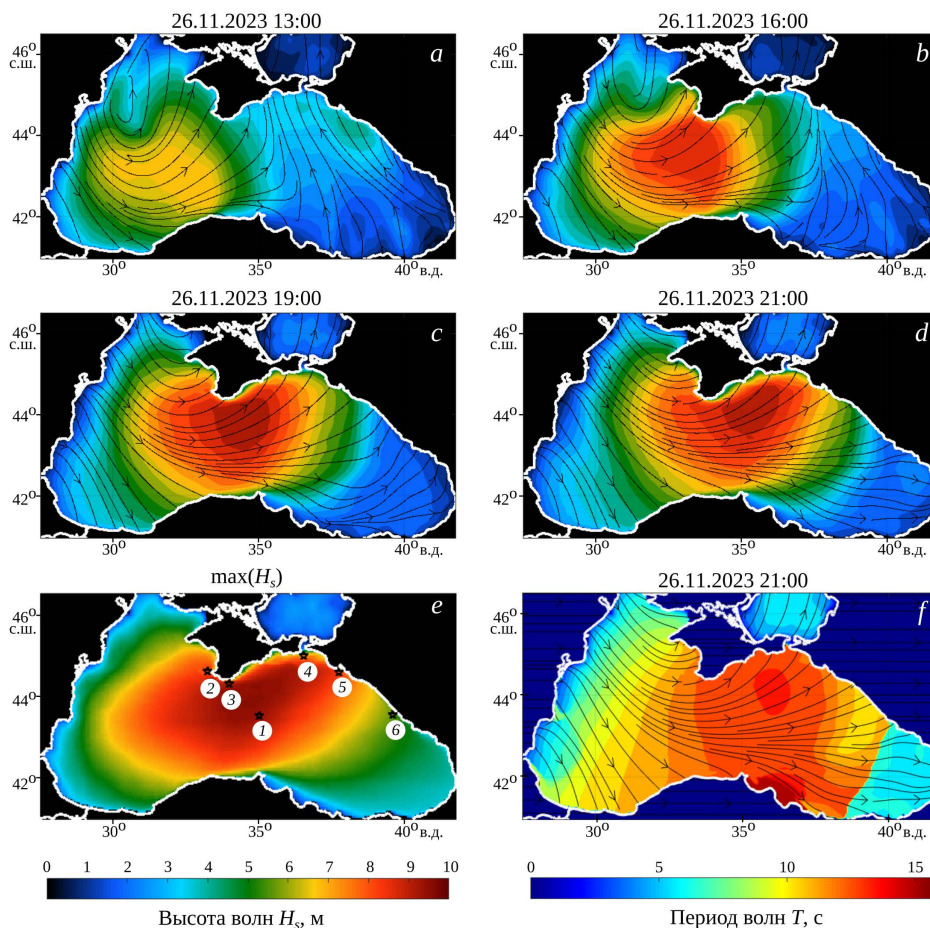 26.11.2023 13:00
26.11.2023 16:00
46° с.ш.
44°
42°
a
b
30° 35° 40° в.д.
30° 35° 40° в.д.
26.11.2023 19:00
26.11.2023 21:00
46° с.ш.
44°
42°
c
d
30° 35° 40° в.д.
30° 35° 40° в.д.
max(Hs)
26.11.2023 21:00
46° с.ш.
44°
42°
e
f
1
2
3
4
5
6
30° 35° 40° в.д.
30° 35° 40° в.д.
0 1 2 3 4 5 6 7 8 9 10
Высота волн Hs, м
0 5 10 15
Период волн T, с
46° с.ш.
44°
42°
46° с.ш.
44°
42°
46° с.ш.
44°
42°